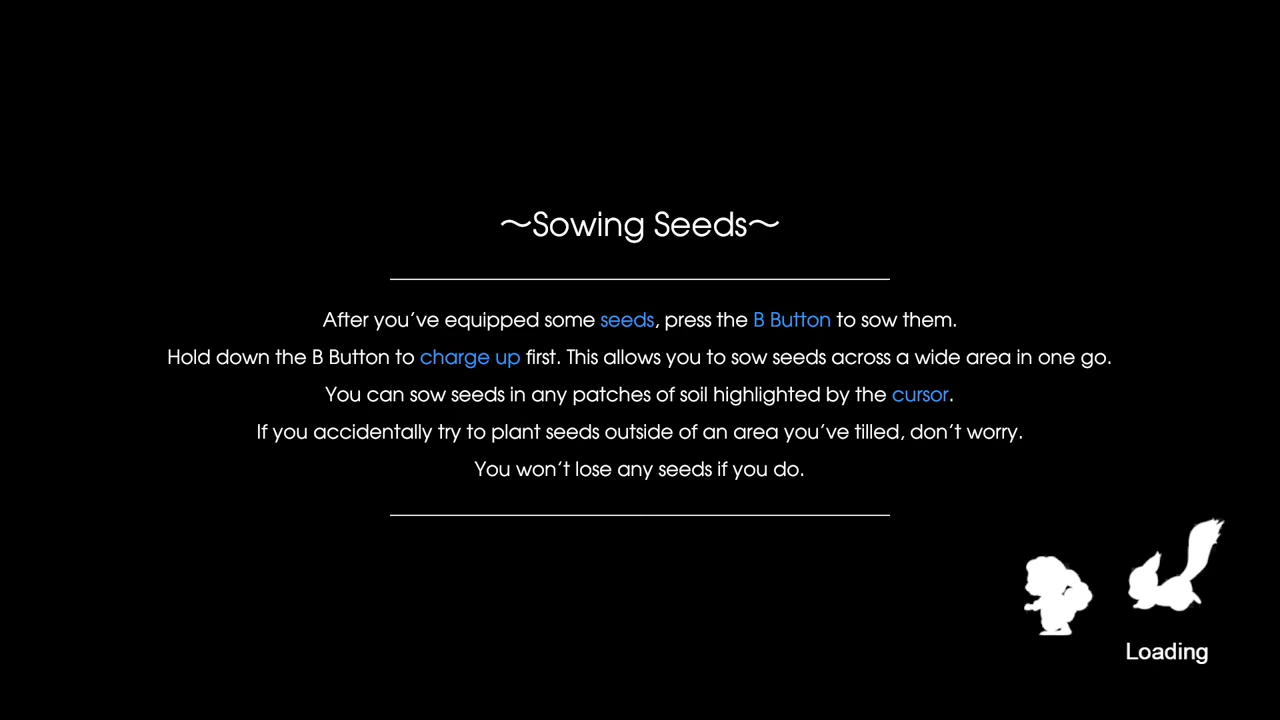 ～Sowing Seeds～
After you've equipped some seeds, press the B Button to sow them.
Hold down the B Button to charge up first. This allows you to sow seeds across a wide area in one go.
You can sow seeds in any patches of soil highlighted by the cursor.
If you accidentally try to plant seeds outside of an area you've tilled, don't worry.
You won't lose any seeds if you do.
Loading